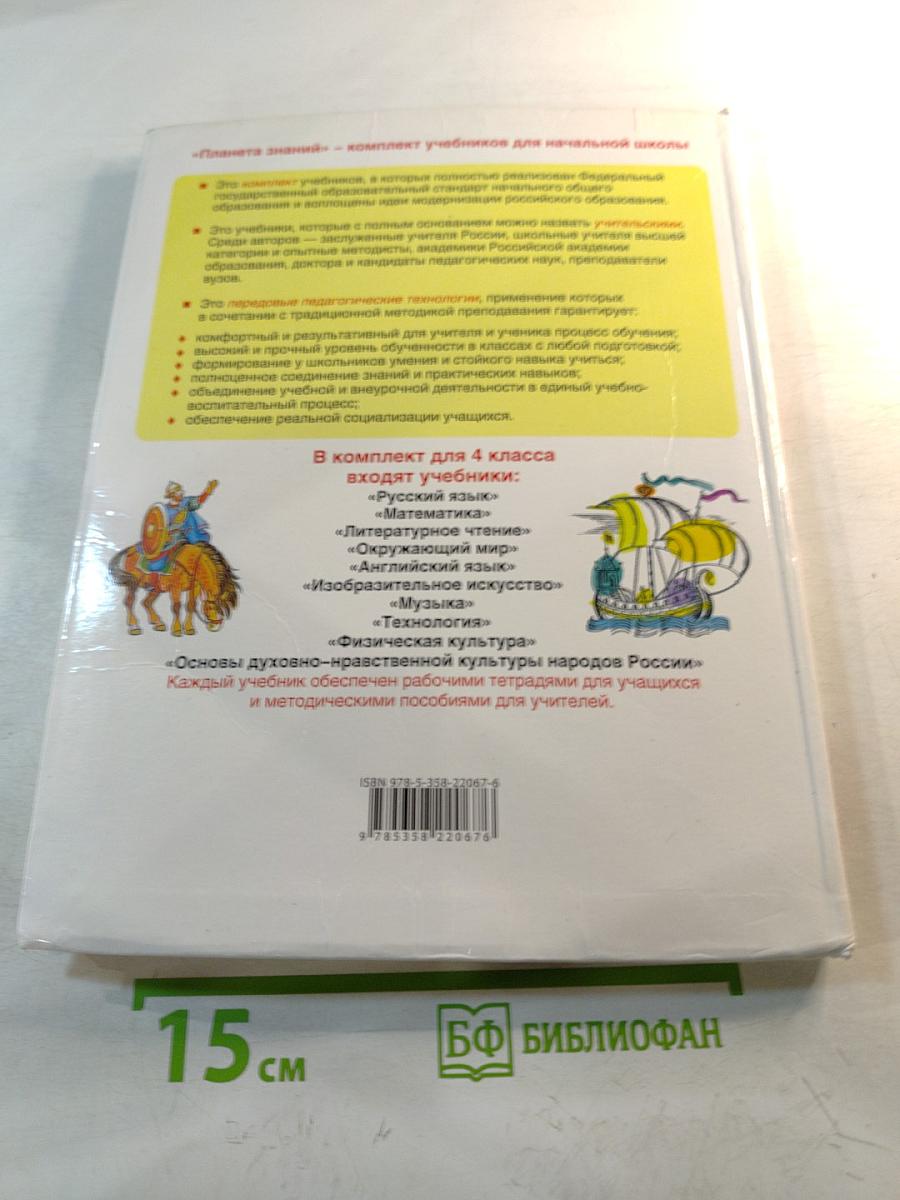 «Планета знаний» – комплект учебников для начальной школы
Это комплект учебников, в которых полностью реализован Федеральный
государственный образовательный стандарт начального общего
образования и воплощены идеи модернизации российского образования.
Это учебники, которые с полным основанием можно назвать учительскими.
Среди авторов — заслуженные учителя России, школьные учителя высшей
категории и опытные методисты, академики Российской академии
образования, доктора и кандидаты педагогических наук, преподаватели
вузов.
Это передовые педагогические технологии, применение которых
в сочетании с традиционной методикой преподавания гарантирует:
комфортный и результативный для учителя и ученика процесс обучения;
высокий и прочный уровень обученности в классах с любой подготовкой;
формирование у школьников умения и стойкого навыка учиться;
полноценное соединение знаний и практических навыков;
объединение учебной и внеурочной деятельности в единый учебно-
воспитательный процесс;
обеспечение реальной социализации учащихся.
В комплект для 4 класса
входят учебники:
«Русский язык»
«Математика»
«Литературное чтение»
«Окружающий мир»
«Английский язык»
«Изобразительное искусство»
«Музыка»
«Технология»
«Физическая культура»
«Основы духовно–нравственной культуры народов России»
Каждый учебник обеспечен рабочими тетрадями для учащихся
и методическими пособиями для учителей.
ISBN 978-5-358-22067-6
9 785358 220676
15 см
БФ БИБЛИОФАН